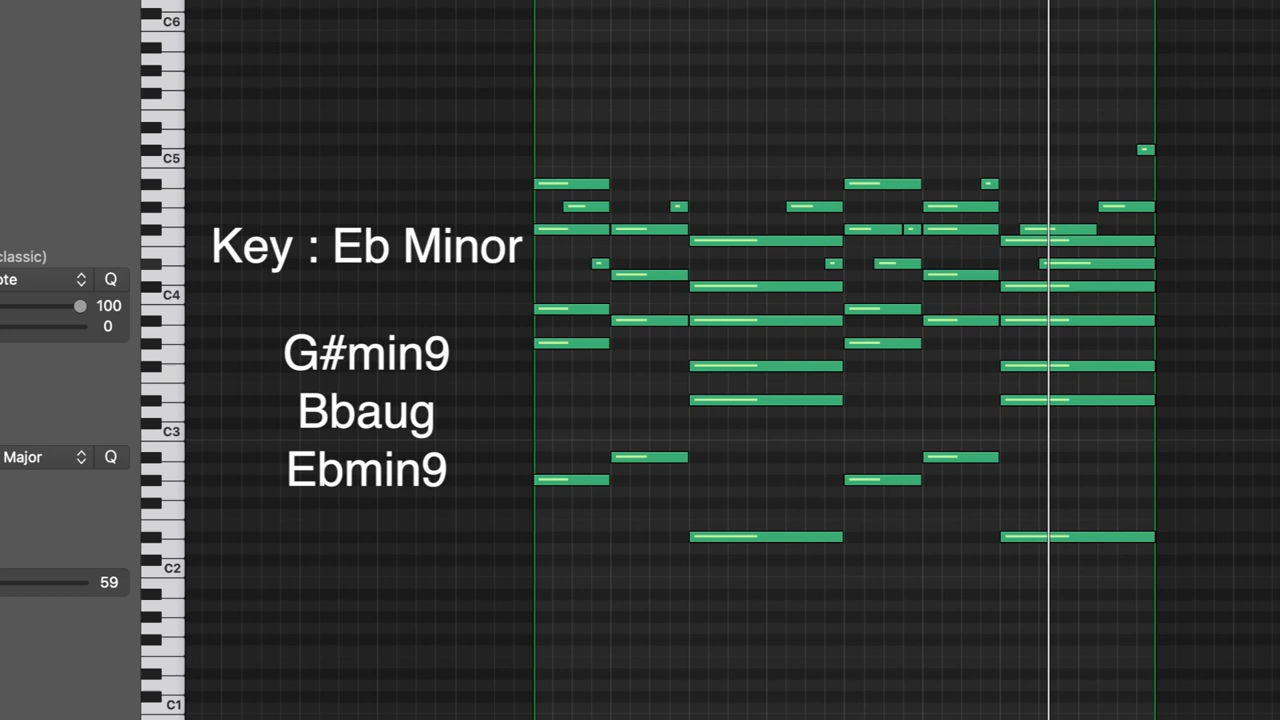 C6
C5
Key : Eb Minor
classic)
ote
Q
C4
100
0
G#min9
Bbaug
C3
Major
Q
Ebmin9
C2
59
C1